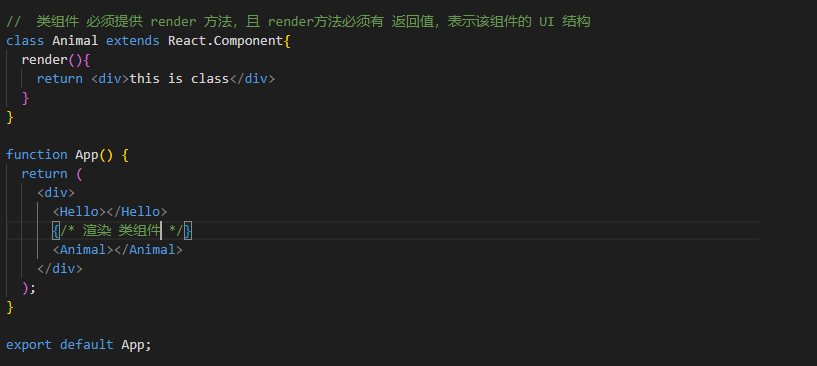 //  类组件 必须提供 render 方法，且 render方法必须有 返回值，表示该组件的 UI 结构
class Animal extends React.Component{
  render(){
    return <div>this is class</div>
  }
}
function App() {
  return (
    <div>
      <Hello></Hello>
      {/* 渲染 类组件 */}
      <Animal></Animal>
    </div>
  );
}
export default App;